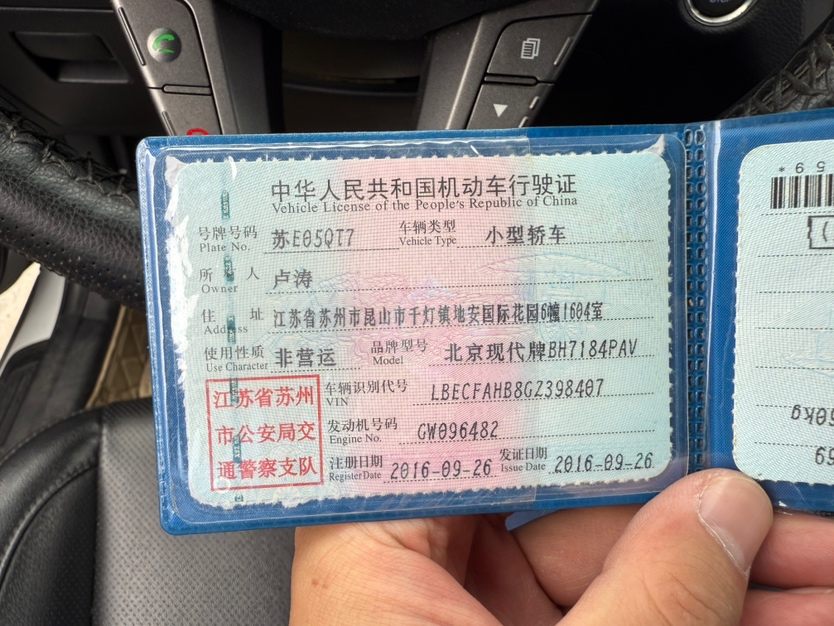 中华人民共和国机动车行驶证
Vehicle License of the People's Republic of China
号牌号码 苏E05QT7 车辆类型 小型轿车
Plate No. Vehicle Type
所有人 卢涛
Owner
住址 江苏省苏州市昆山市千灯镇地安国际花园6幢1604室
Address
使用性质 非营运 品牌型号 北京现代牌BH7184PAV
Use Character Model
江苏省苏州
市公安局交
通警察支队
车辆识别代号 LBECFAHB8GZ398407
VIN
发动机号码 GW096482
Engine No.
注册日期 2016-09-26 发证日期 2016-09-26
Register Date Issue Date